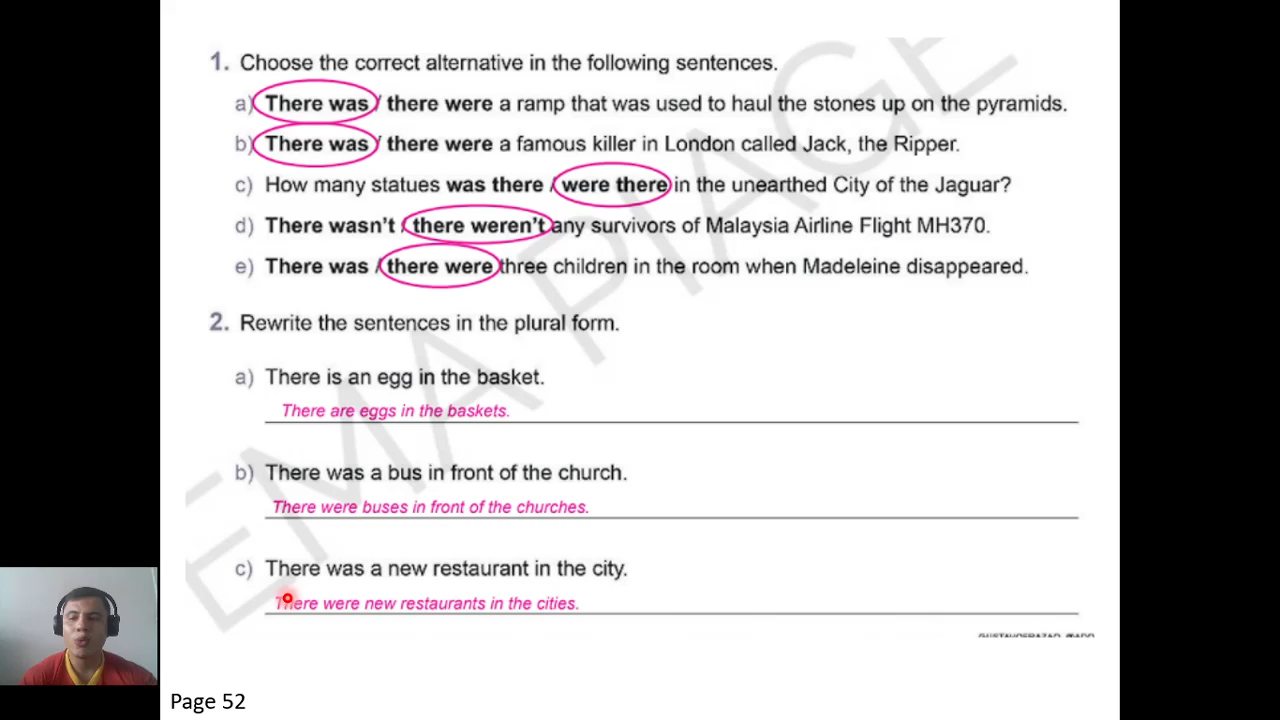 1. Choose the correct alternative in the following sentences.
a) There was / there were a ramp that was used to haul the stones up on the pyramids.
b) There was / there were a famous killer in London called Jack, the Ripper.
c) How many statues was there / were there in the unearthed City of the Jaguar?
d) There wasn't / there weren't any survivors of Malaysia Airline Flight MH370.
e) There was / there were three children in the room when Madeleine disappeared.
2. Rewrite the sentences in the plural form.
a) There is an egg in the basket.
There are eggs in the baskets.
b) There was a bus in front of the church.
There were buses in front of the churches.
c) There was a new restaurant in the city.
There were new restaurants in the cities.
Page 52